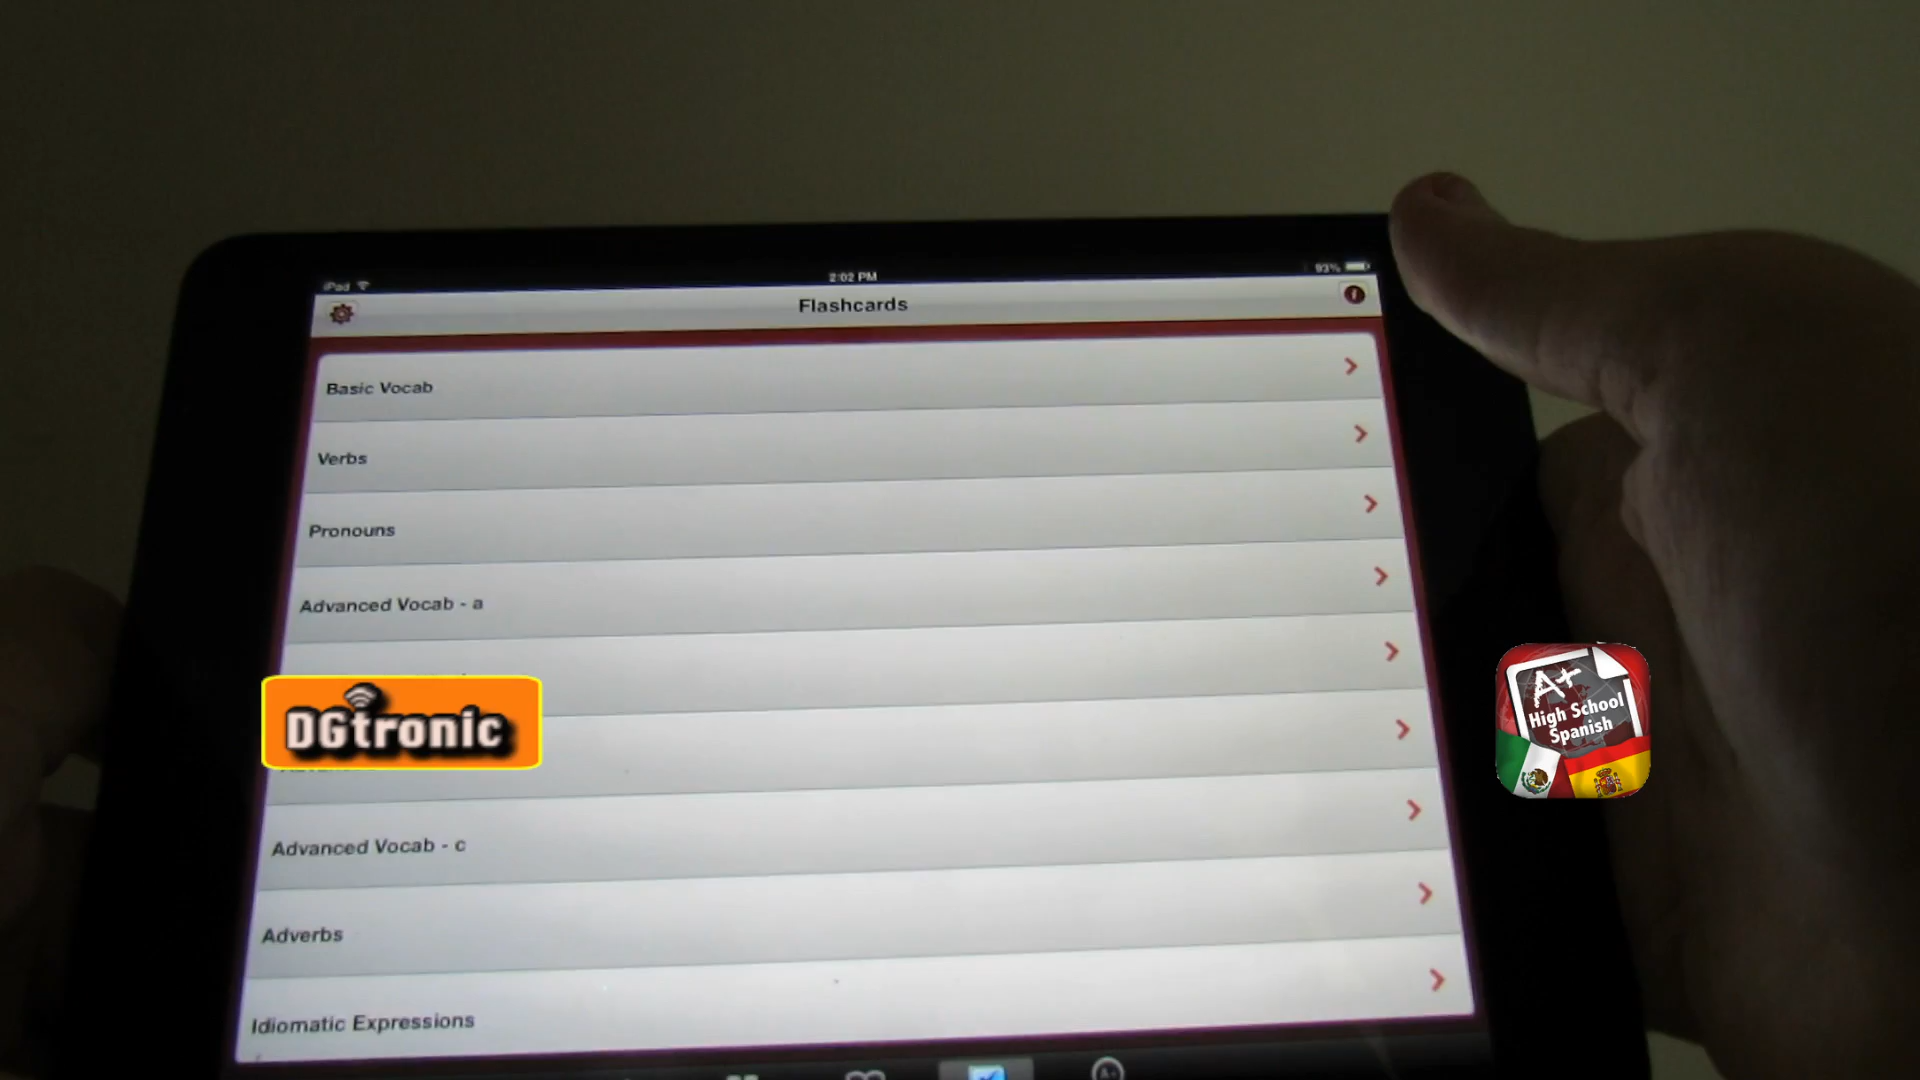 iPad
2:02 PM
93%
Flashcards
Basic Vocab
Verbs
Pronouns
Advanced Vocab - a
DGtronic
A+
High School
Spanish
Advanced Vocab - c
Adverbs
Idiomatic Expressions
A+